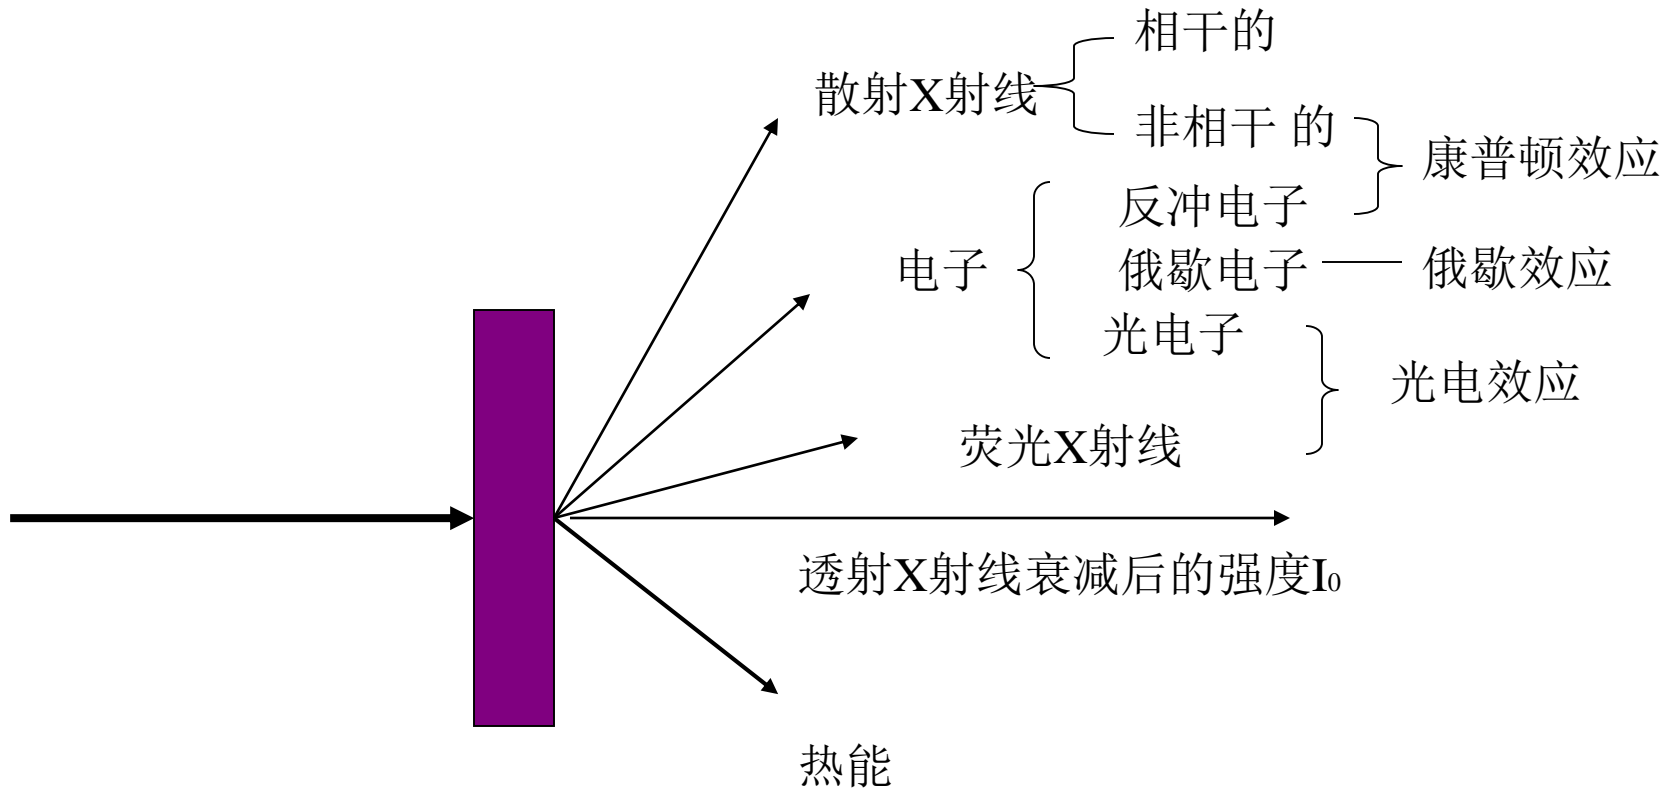 相干的
散射X射线
非相干 的
康普顿效应
反冲电子
电子
俄歇电子
俄歇效应
光电子
光电效应
荧光X射线
透射X射线衰减后的强度I₀
热能